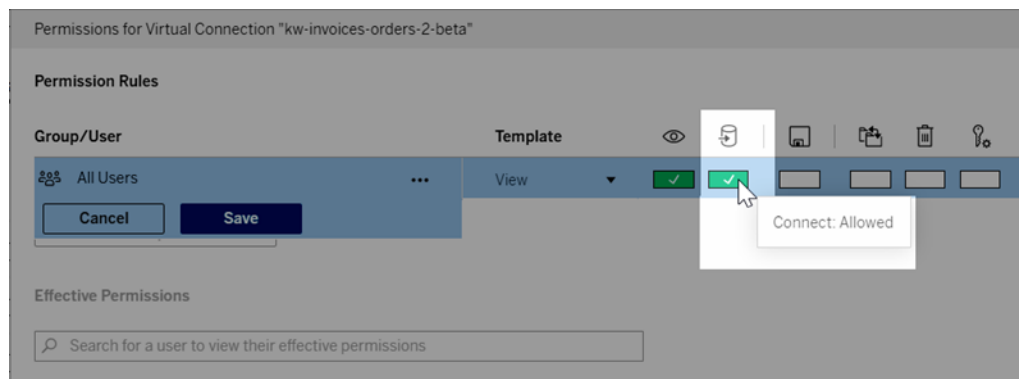 Permissions for Virtual Connection "kw-invoices-orders-2-beta"
Permission Rules
Group/User Template
All Users ... View
Cancel Save
Connect: Allowed
Effective Permissions
Search for a user to view their effective permissions